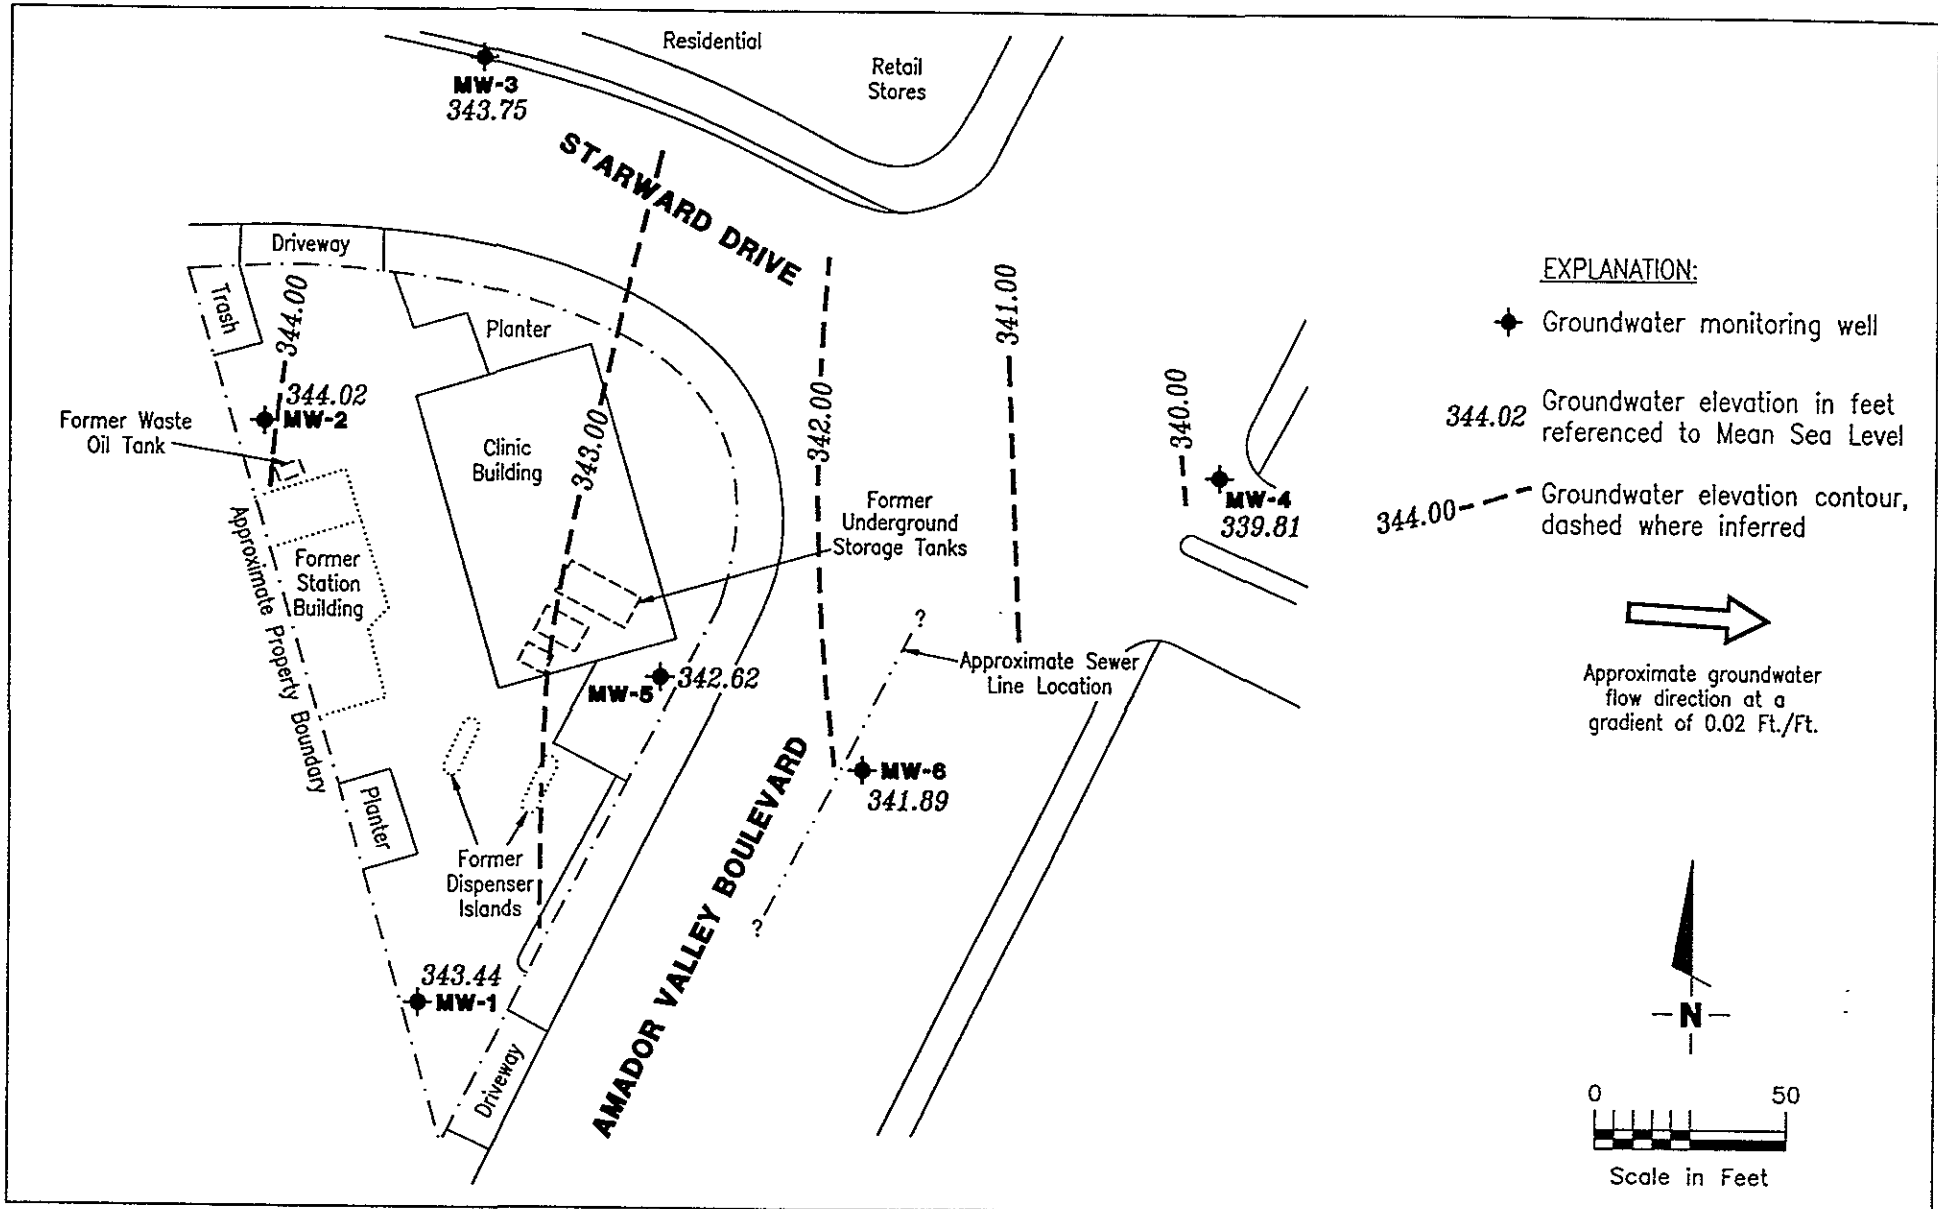 Residential
Retail
Stores
MW-3
343.75
STARWARD DRIVE
Driveway
Trash
344.00
Planter
341.00
EXPLANATION:
Groundwater monitoring well
344.02
MW-2
Former Waste
Oil Tank
Clinic
Building
343.00
342.00
340.00
344.02
Groundwater elevation in feet
referenced to Mean Sea Level
MW-4
339.81
Former
Underground
Storage Tanks
344.00
Groundwater elevation contour,
dashed where inferred
Approximate Property Boundary
Former
Station
Building
?
Approximate Sewer
Line Location
MW-5
342.62
Approximate groundwater
flow direction at a
gradient of 0.02 Ft./Ft.
MW-6
341.89
AMADOR VALLEY BOULEVARD
Planter
Former
Dispenser
Islands
?
343.44
MW-1
Driveway
N
0
50
Scale in Feet